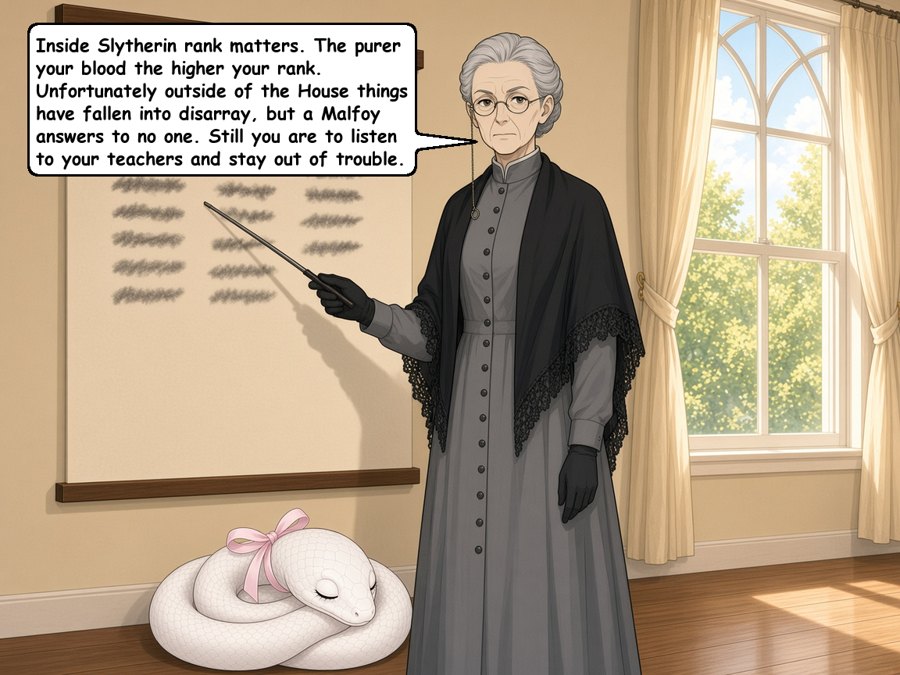 Inside Slytherin rank matters. The purer
your blood the higher your rank.
Unfortunately outside of the House things
have fallen into disarray, but a Malfoy
answers to no one. Still you are to listen
to your teachers and stay out of trouble.